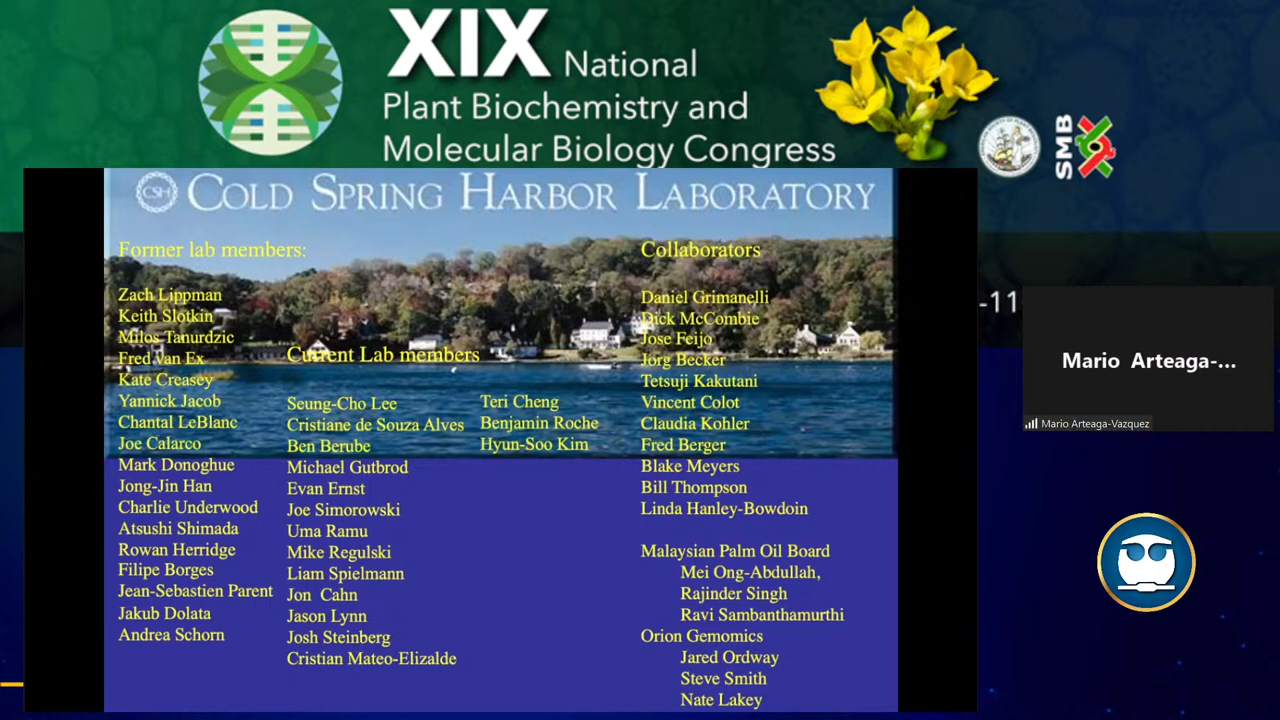 XIX National
Plant Biochemistry and
Molecular Biology Congress
SMB
CSH
COLD SPRING HARBOR LABORATORY
Former lab members:
Zach Lippman
Keith Slotkin
Milos Tanurdzic
Fred Van Ex
Kate Creasey
Yannick Jacob
Chantal LeBlanc
Joe Calarco
Mark Donoghue
Jong-Jin Han
Charlie Underwood
Atsushi Shimada
Rowan Herridge
Filipe Borges
Jean-Sebastien Parent
Jakub Dolata
Andrea Schorn
Current Lab members
Seung-Cho Lee
Cristiane de Souza Alves
Ben Berube
Michael Gutbrod
Evan Ernst
Joe Simorowski
Uma Ramu
Mike Regulski
Liam Spielmann
Jon Cahn
Jason Lynn
Josh Steinberg
Cristian Mateo-Elizalde
Teri Cheng
Benjamin Roche
Hyun-Soo Kim
Collaborators
Daniel Grimanelli
Dick McCombie
Jose Feijo
Jorg Becker
Tetsuji Kakutani
Vincent Colot
Claudia Kohler
Fred Berger
Blake Meyers
Bill Thompson
Linda Hanley-Bowdoin
Malaysian Palm Oil Board
Mei Ong-Abdullah,
Rajinder Singh
Ravi Sambanthamurthi
Orion Gemomics
Jared Ordway
Steve Smith
Nate Lakey
-11
Mario Arteaga-...
Mario Arteaga-Vazquez